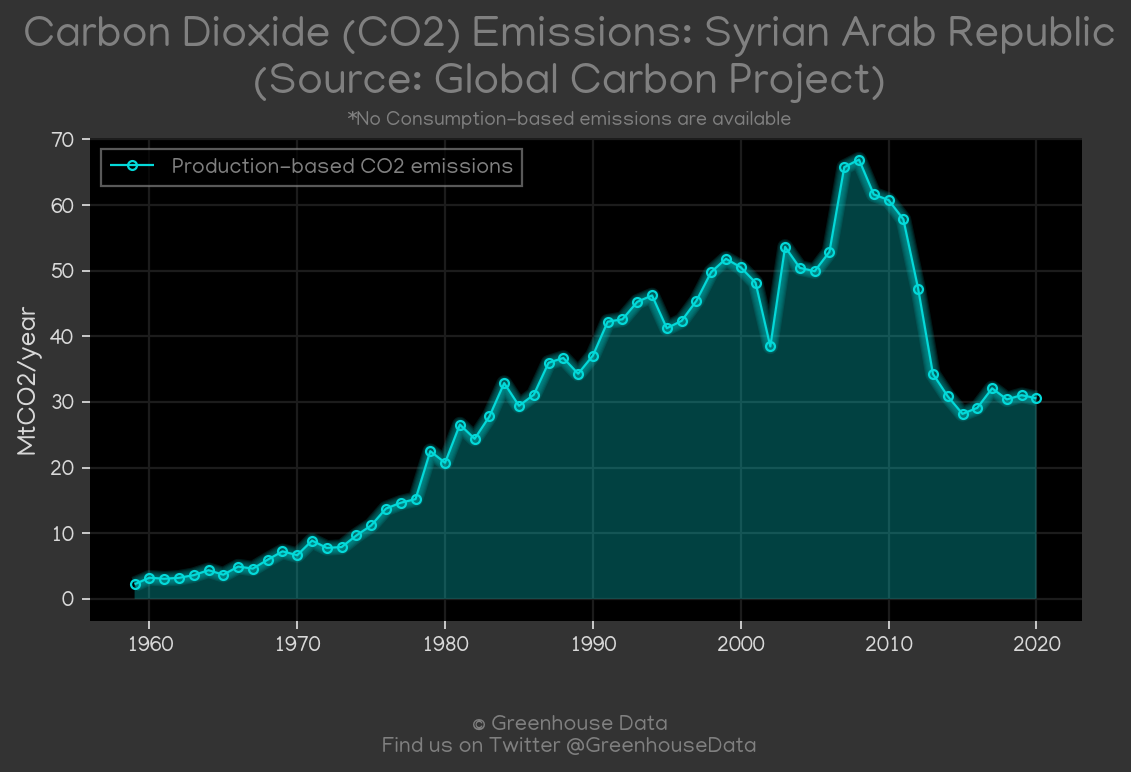 Carbon Dioxide (CO2) Emissions: Syrian Arab Republic
(Source: Global Carbon Project)
*No Consumption-based emissions are available
Production-based CO2 emissions
MtCO2/year
70
60
50
40
30
20
10
0
1960 1970 1980 1990 2000 2010 2020
© Greenhouse Data
Find us on Twitter @GreenhouseData